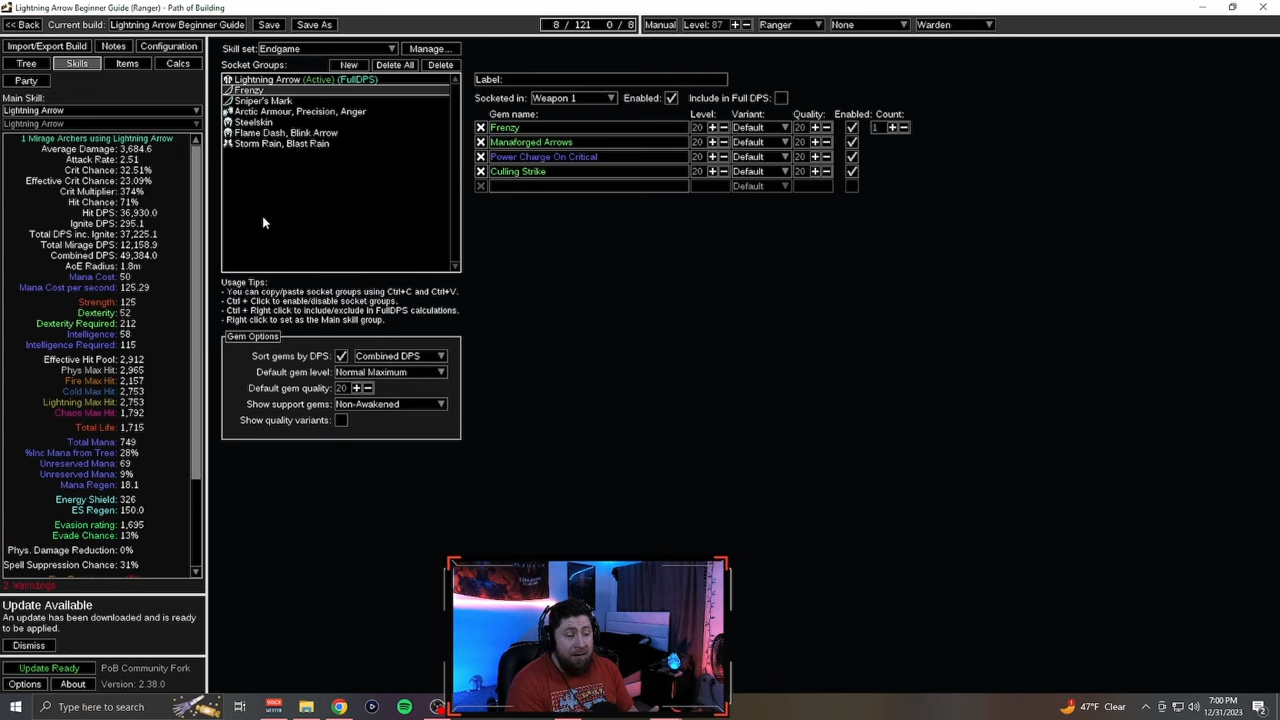 Lightning Arrow Beginner Guide (Ranger) - Path of Building
<< Back Current build: Lightning Arrow Beginner Guide Save Save As 8 / 121 0 / 8 Manual Level: 87 Ranger None Warden
Import/Export Build Notes Configuration
Tree Skills Items Calcs
Party
Main Skill:
Lightning Arrow
Lightning Arrow
1 Mirage Archers using Lightning Arrow
Average Damage: 3,684.6
Attack Rate: 2.51
Crit Chance: 32.51%
Effective Crit Chance: 23.09%
Crit Multiplier: 374%
Hit Chance: 71%
Hit DPS: 36,930.0
Ignite DPS: 295.1
Total DPS inc. Ignite: 37,225.1
Total Mirage DPS: 12,158.9
Combined DPS: 49,384.0
AoE Radius: 1.8m
Mana Cost: 50
Mana Cost per second: 125.29
Strength: 125
Dexterity: 52
Dexterity Required: 212
Intelligence: 58
Intelligence Required: 115
Effective Hit Pool: 2,912
Phys Max Hit: 2,965
Fire Max Hit: 2,157
Cold Max Hit: 2,753
Lightning Max Hit: 2,753
Chaos Max Hit: 1,792
Total Life: 1,715
Total Mana: 749
%Inc Mana from Tree: 28%
Unreserved Mana: 69
Unreserved Mana: 9%
Mana Regen: 18.1
Energy Shield: 326
ES Regen: 150.0
Evasion rating: 1,695
Evade Chance: 13%
Phys. Damage Reduction: 0%
Spell Suppression Chance: 31%
2 Warnings
Update Available
An update has been downloaded and is ready
to be applied.
Dismiss
Update Ready PoB Community Fork
Options About Version: 2.38.0
Skill set: Endgame Manage...
Socket Groups: New Delete All Delete
Lightning Arrow (Active) (FullDPS)
Frenzy
Sniper's Mark
Arctic Armour, Precision, Anger
Steelskin
Flame Dash, Blink Arrow
Storm Rain, Blast Rain
Usage Tips:
- You can copy/paste socket groups using Ctrl+C and Ctrl+V.
- Ctrl + Click to enable/disable socket groups.
- Ctrl + Right click to include/exclude in FullDPS calculations.
- Right click to set as the Main skill group.
Gem Options
Sort gems by DPS: Combined DPS
Default gem level: Normal Maximum
Default gem quality: 20
Show support gems: Non-Awakened
Show quality variants:
Label:
Socketed in: Weapon 1 Enabled: Include in Full DPS:
Gem name: Level: Variant: Quality: Enabled: Count:
Frenzy 20 Default 20 1
Manaforged Arrows 20 Default 20
Power Charge On Critical 20 Default 20
Culling Strike 20 Default 20
Default
Type here to search
47°F Clear
7:00 PM
12/31/2023